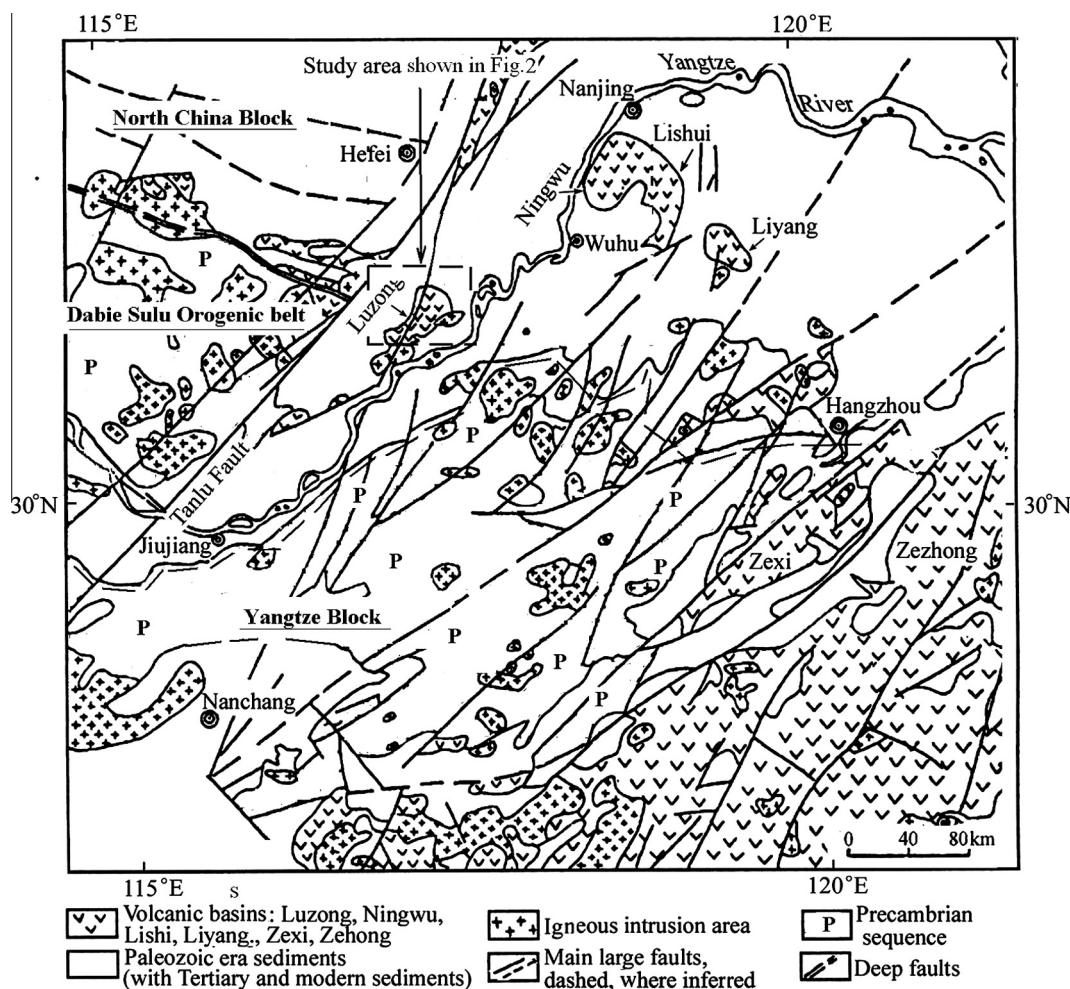 115°E
120°E
Study area shown in Fig.2
Yangtze
Nanjing
River
North China Block
Hefei
Lishui
Ningwu
Wuhu
Liyang
P
Luzong
Dabie Sulu Orogenic belt
P
Hangzhou
P
Tanlu Fault
30°N
P
P
30°N
Jiujiang
Zexi
Zezhong
P
P
P
Yangtze Block
P
P
Nanchang
P
0 40 80km
115°E
S
120°E
Volcanic basins: Luzong, Ningwu,
Lishi, Liyang., Zexi, Zehong
Igneous intrusion area
P
Precambrian
sequence
Paleozoic era sediments
(with Tertiary and modern sediments)
Main large faults,
dashed, where inferred
Deep faults